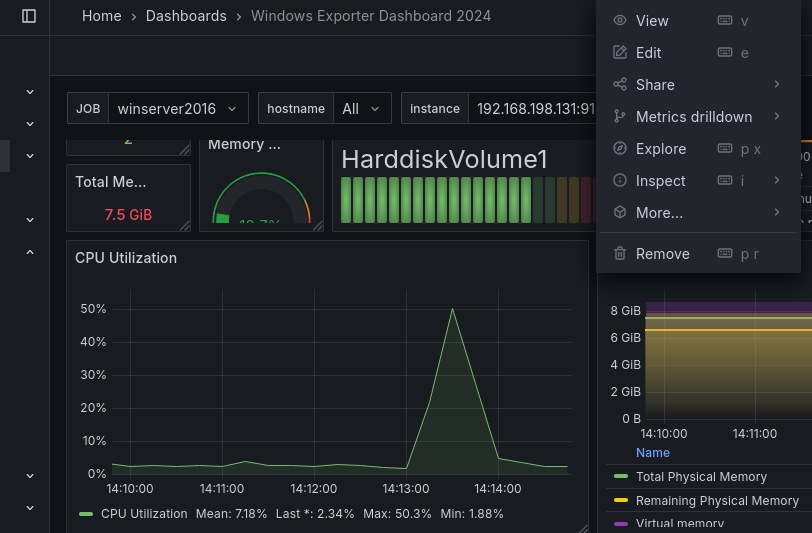 Home > Dashboards > Windows Exporter Dashboard 2024
JOB winserver2016
hostname All
instance 192.168.198.131:91
View v
Edit e
Share
Metrics drilldown
Explore p x
Inspect i
More...
Remove p r
2
Memory ...
HarddiskVolume1
Total Me...
7.5 GiB
CPU Utilization
50%
40%
30%
20%
10%
0%
14:10:00 14:11:00 14:12:00 14:13:00 14:14:00
CPU Utilization Mean: 7.18% Last *: 2.34% Max: 50.3% Min: 1.88%
8 GiB
6 GiB
4 GiB
2 GiB
0 B
14:10:00 14:11:00
Name
Total Physical Memory
Remaining Physical Memory
Virtual memory